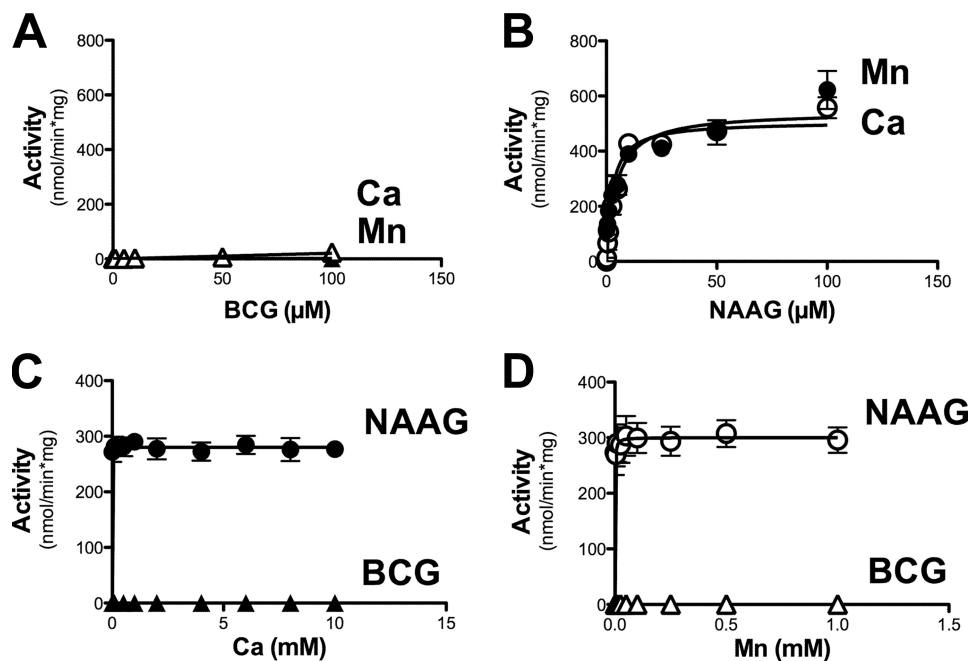 A
800
600
400
200
0
Activity
(nmol/min*mg)
Ca
Mn
0
50
100
150
BCG (µM)
B
800
600
400
200
0
Activity
(nmol/min*mg)
Mn
Ca
0
50
100
150
NAAG (µM)
C
400
300
200
100
0
Activity
(nmol/min*mg)
NAAG
BCG
0
5
10
15
Ca (mM)
D
400
300
200
100
0
Activity
(nmol/min*mg)
NAAG
BCG
0.0
0.5
1.0
1.5
Mn (mM)